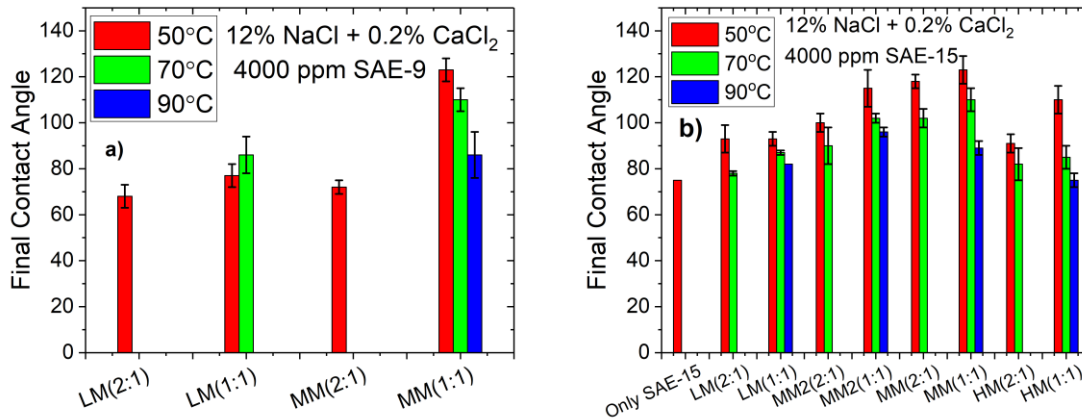 140
120
100
80
60
40
20
0
Final Contact Angle
50°C
70°C
90°C
12% NaCl + 0.2% CaCl₂
4000 ppm SAE-9
a)
LM(2:1)
LM(1:1)
MM(2:1)
MM(1:1)
140
120
100
80
60
40
20
0
Final Contact Angle
50°C
70°C
90°C
12% NaCl + 0.2% CaCl₂
4000 ppm SAE-15
b)
Only SAE-15
LM(2:1)
LM(1:1)
MM2(2:1)
MM2(1:1)
MM(2:1)
MM(1:1)
HM(2:1)
HM(1:1)